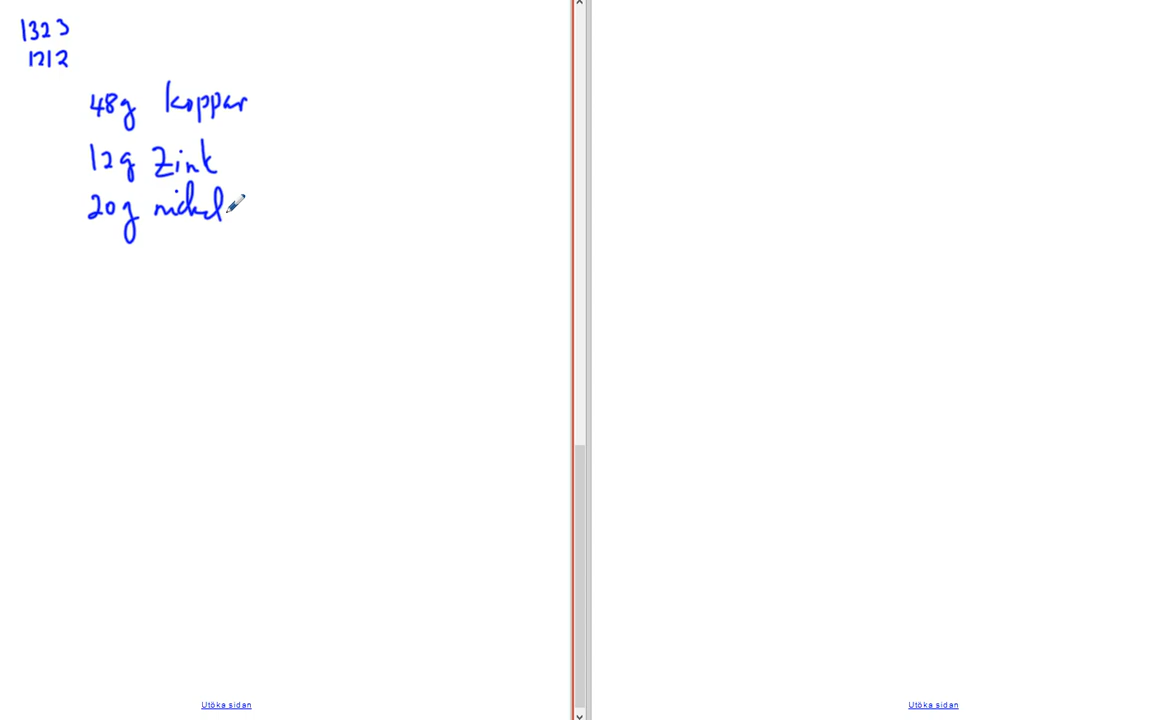 1323
1212
48g koppar
12g Zink
20g nickel
Utöka sidan
Utöka sidan